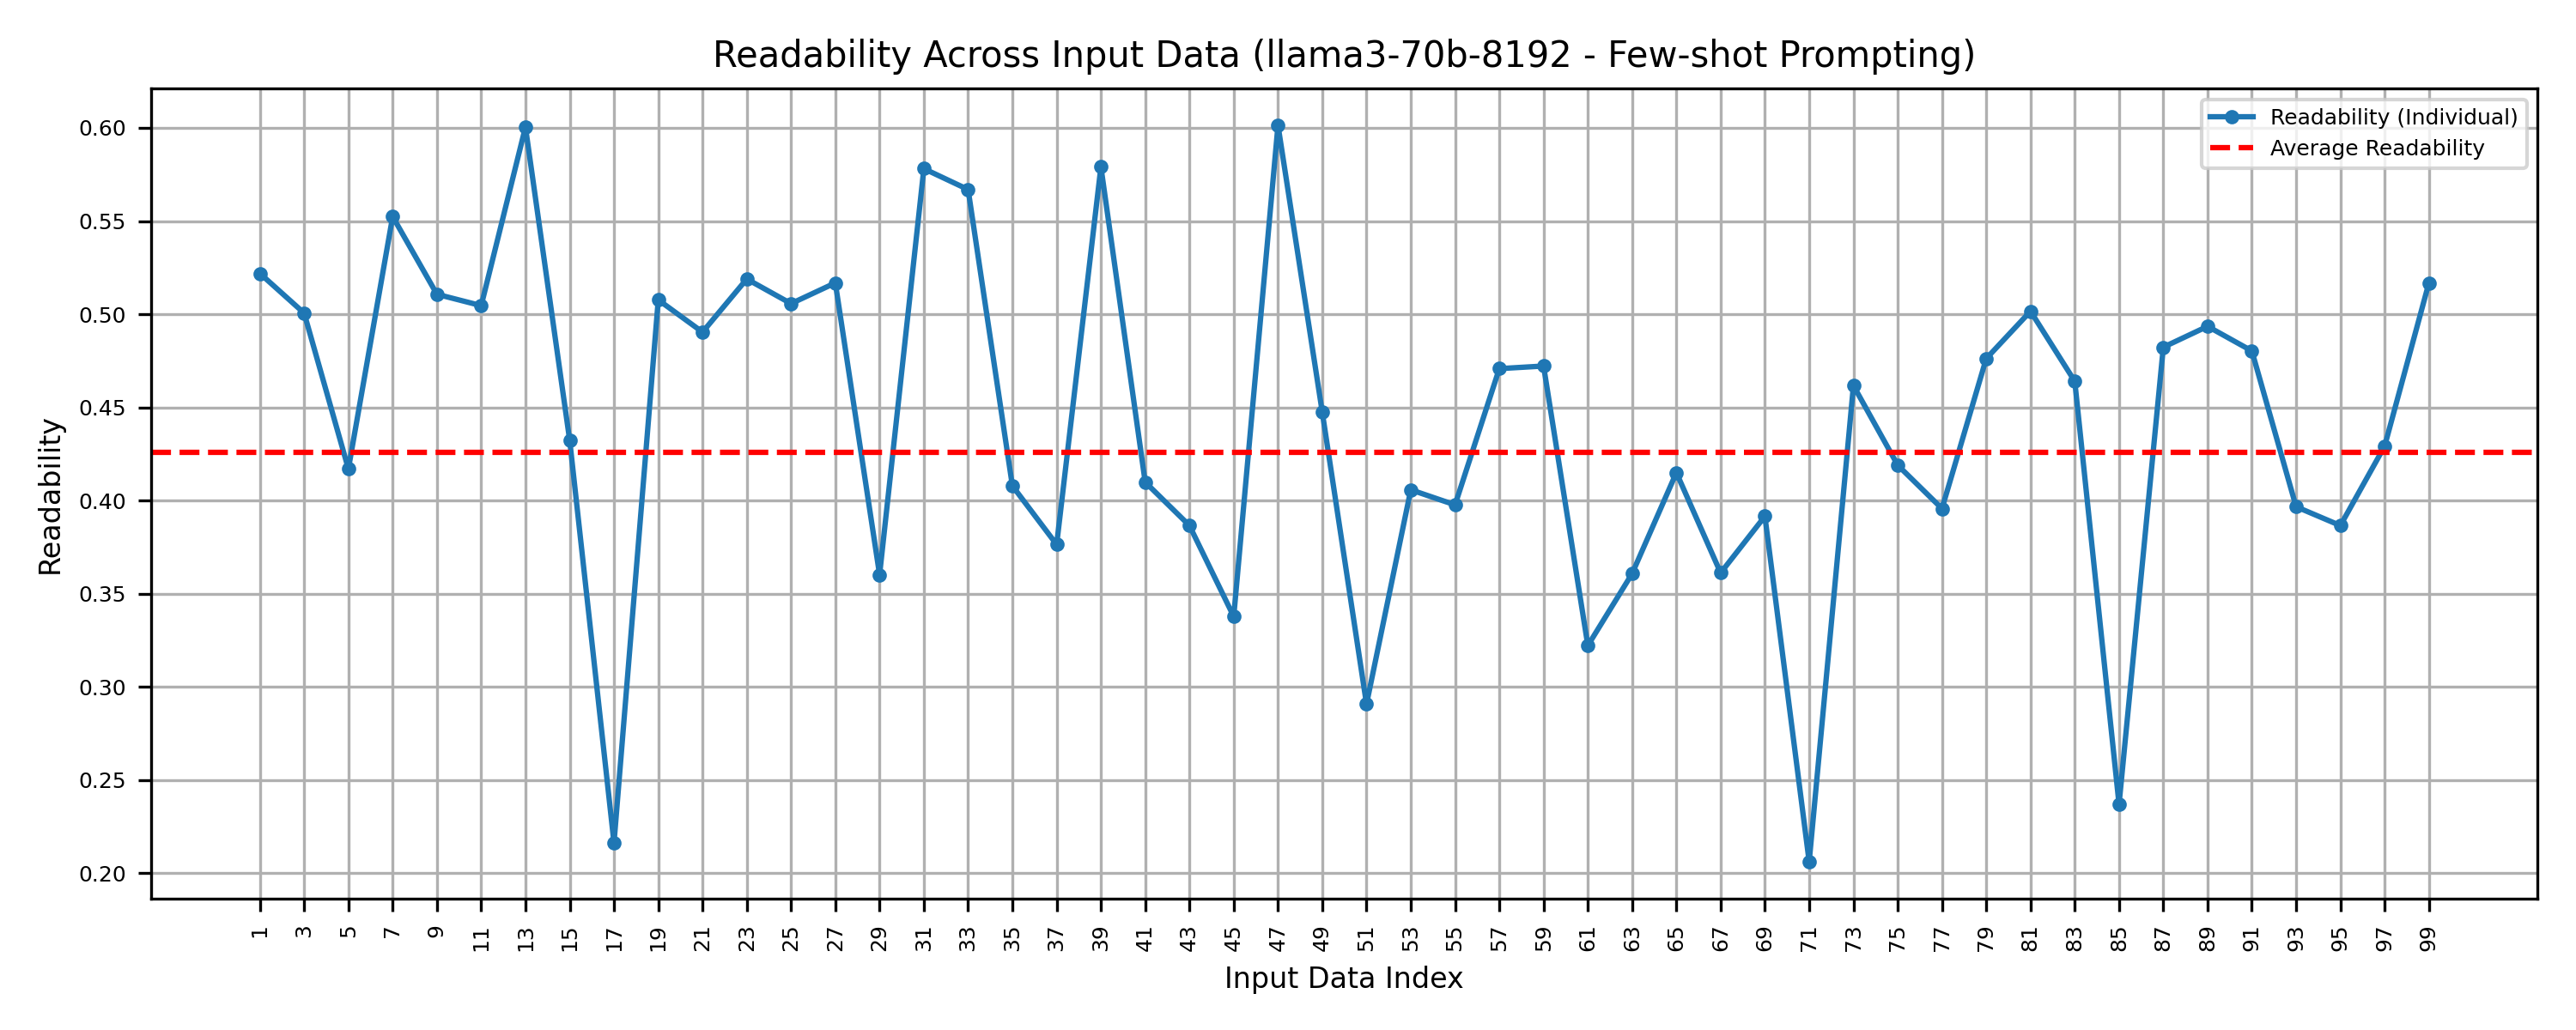 Readability Across Input Data (llama3-70b-8192 - Few-shot Prompting)
Readability (Individual)
Average Readability
Readability
0.60
0.55
0.50
0.45
0.40
0.35
0.30
0.25
0.20
1 3 5 7 9 11 13 15 17 19 21 23 25 27 29 31 33 35 37 39 41 43 45 47 49 51 53 55 57 59 61 63 65 67 69 71 73 75 77 79 81 83 85 87 89 91 93 95 97 99
Input Data Index